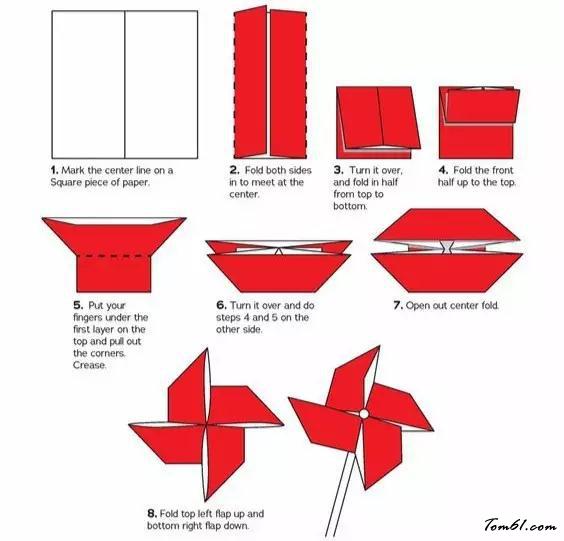 1. Mark the center line on a
Square piece of paper.
2. Fold both sides
in to meet at the
center.
3. Turn it over,
and fold in half
from top to
bottom.
4. Fold the front
half up to the top.
5. Put your
fingers under the
first layer on the
top and pull out
the corners.
Crease.
6. Turn it over and do
steps 4 and 5 on the
other side.
7. Open out center fold.
8. Fold top left flap up and
bottom right flap down.
Tom61.com